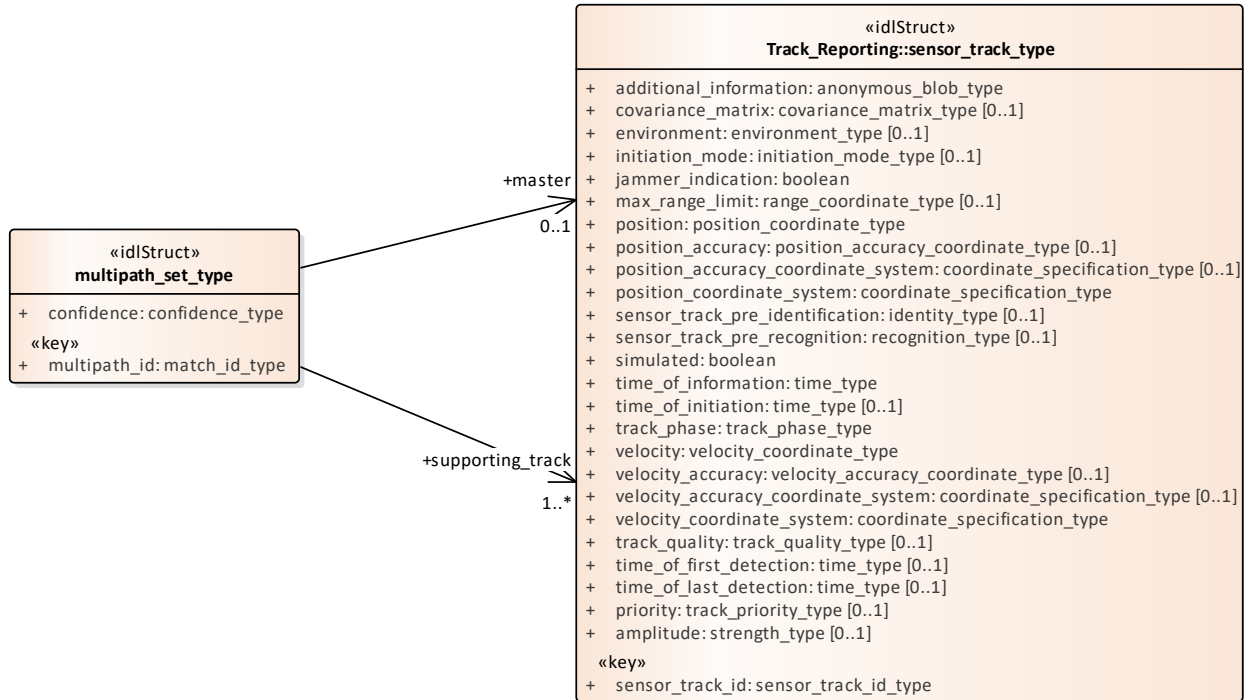 «idlStruct»
Track_Reporting::sensor_track_type
+ additional_information: anonymous_blob_type
+ covariance_matrix: covariance_matrix_type [0..1]
+ environment: environment_type [0..1]
+ initiation_mode: initiation_mode_type [0..1]
+ jammer_indication: boolean
+ max_range_limit: range_coordinate_type [0..1]
+ position: position_coordinate_type
+ position_accuracy: position_accuracy_coordinate_type [0..1]
+ position_accuracy_coordinate_system: coordinate_specification_type [0..1]
+ position_coordinate_system: coordinate_specification_type
+ sensor_track_pre_identification: identity_type [0..1]
+ sensor_track_pre_recognition: recognition_type [0..1]
+ simulated: boolean
+ time_of_information: time_type
+ time_of_initiation: time_type [0..1]
+ track_phase: track_phase_type
+ velocity: velocity_coordinate_type
+ velocity_accuracy: velocity_accuracy_coordinate_type [0..1]
+ velocity_accuracy_coordinate_system: coordinate_specification_type [0..1]
+ velocity_coordinate_system: coordinate_specification_type
+ track_quality: track_quality_type [0..1]
+ time_of_first_detection: time_type [0..1]
+ time_of_last_detection: time_type [0..1]
+ priority: track_priority_type [0..1]
+ amplitude: strength_type [0..1]
«key»
+ sensor_track_id: sensor_track_id_type
+master
0..1
«idlStruct»
multipath_set_type
+ confidence: confidence_type
«key»
+ multipath_id: match_id_type
+supporting_track
1..*